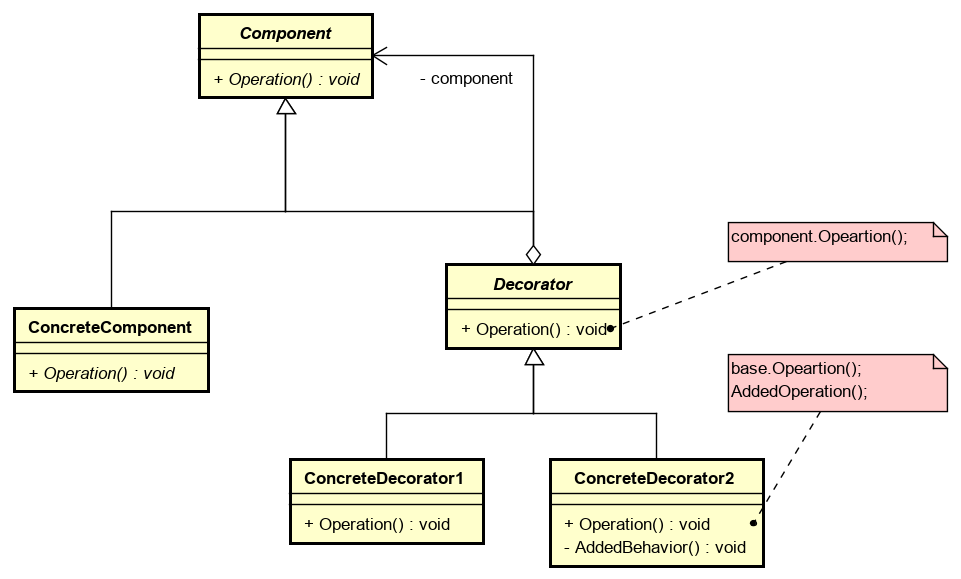 Component
+ Operation() : void
- component
component.Opeartion();
Decorator
+ Operation() : void
ConcreteComponent
+ Operation() : void
base.Opeartion();
AddedOperation();
ConcreteDecorator1
+ Operation() : void
ConcreteDecorator2
+ Operation() : void
- AddedBehavior() : void